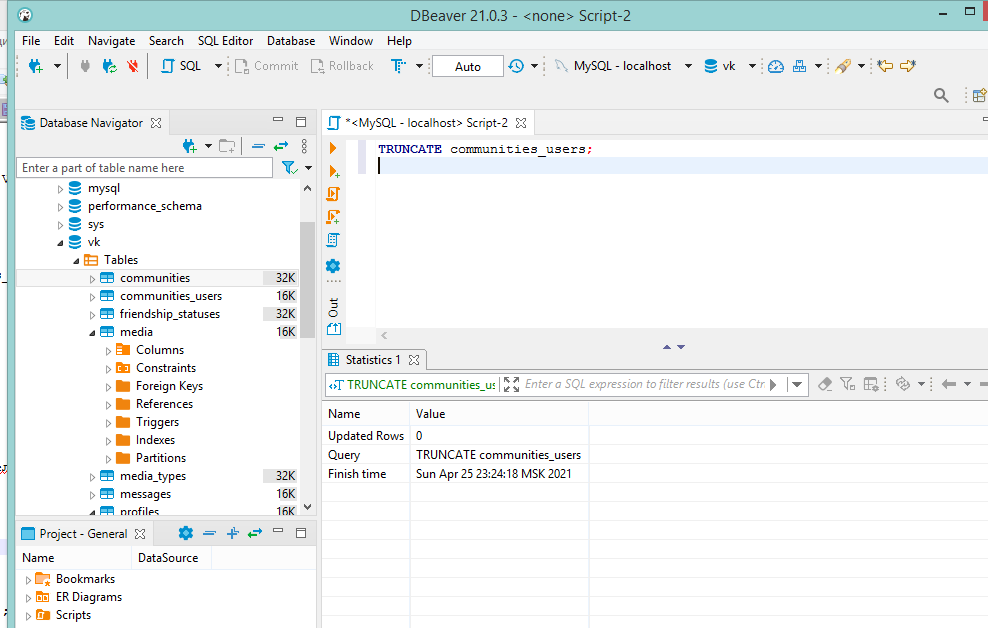 DBeaver 21.0.3 - <none> Script-2
File Edit Navigate Search SQL Editor Database Window Help
SQL Commit Rollback Auto MySQL - localhost vk
Database Navigator
Enter a part of table name here
mysql
performance_schema
sys
vk
Tables
communities 32K
communities_users 16K
friendship_statuses 32K
media 16K
Columns
Constraints
Foreign Keys
References
Triggers
Indexes
Partitions
media_types 32K
messages 16K
profiles 16K
Project - General
Name DataSource
Bookmarks
ER Diagrams
Scripts
*<MySQL - localhost> Script-2
TRUNCATE communities_users;
Out
Statistics 1
TRUNCATE communities_us Enter a SQL expression to filter results (use Ctr
Name Value
Updated Rows 0
Query TRUNCATE communities_users
Finish time Sun Apr 25 23:24:18 MSK 2021